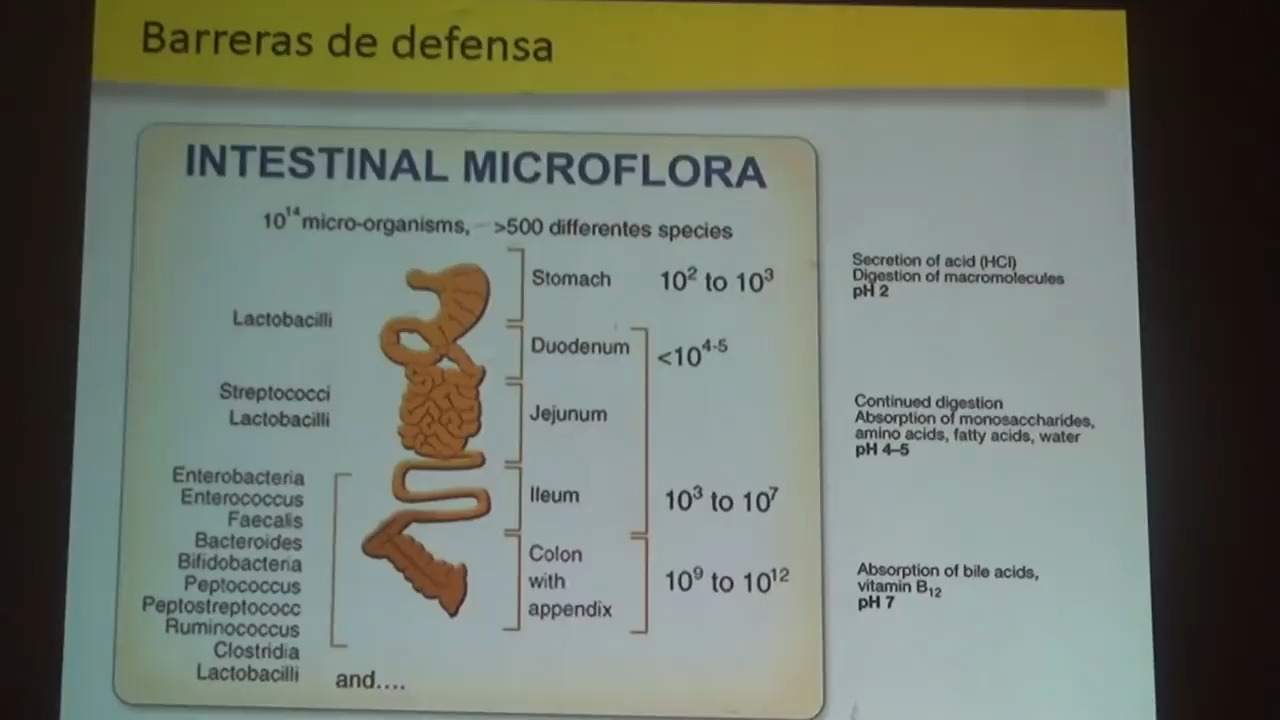 Barreras de defensa
INTESTINAL MICROFLORA
10¹⁴ micro-organisms, >500 differentes species
Stomach 10² to 10³
Duodenum <10⁴⁻⁵
Jejunum
Ileum 10³ to 10⁷
Colon
with
appendix
10⁹ to 10¹²
Lactobacilli
Streptococci
Lactobacilli
Enterobacteria
Enterococcus
Faecalis
Bacteroides
Bifidobacteria
Peptococcus
Peptostreptococc
Ruminococcus
Clostridia
Lactobacilli
and....
Secretion of acid (HCl)
Digestion of macromolecules
pH 2
Continued digestion
Absorption of monosaccharides,
amino acids, fatty acids, water
pH 4–5
Absorption of bile acids,
vitamin B₁₂
pH 7